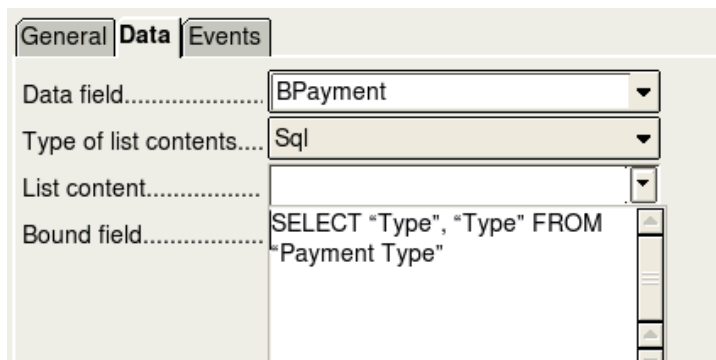 General Data Events
Data field..................... BPayment
Type of list contents.... Sql
List content.................
Bound field................... SELECT “Type”, “Type” FROM
“Payment Type”